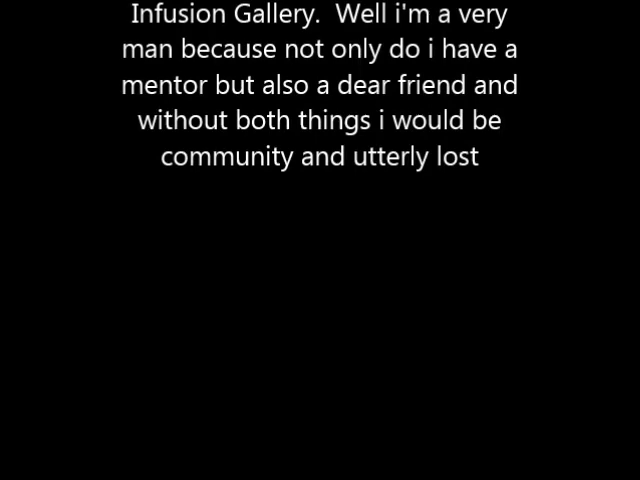 Infusion Gallery.  Well i'm a very
man because not only do i have a
mentor but also a dear friend and
without both things i would be
community and utterly lost